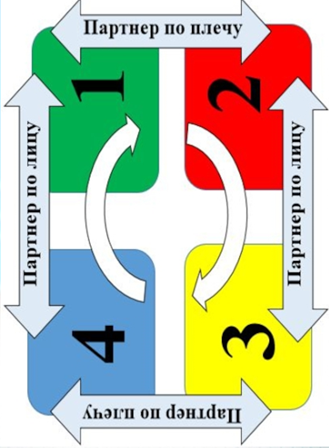 Партнер по плечу
1
2
Партнер по лицу
Партнер по лицу
4
3
Партнер по плечу